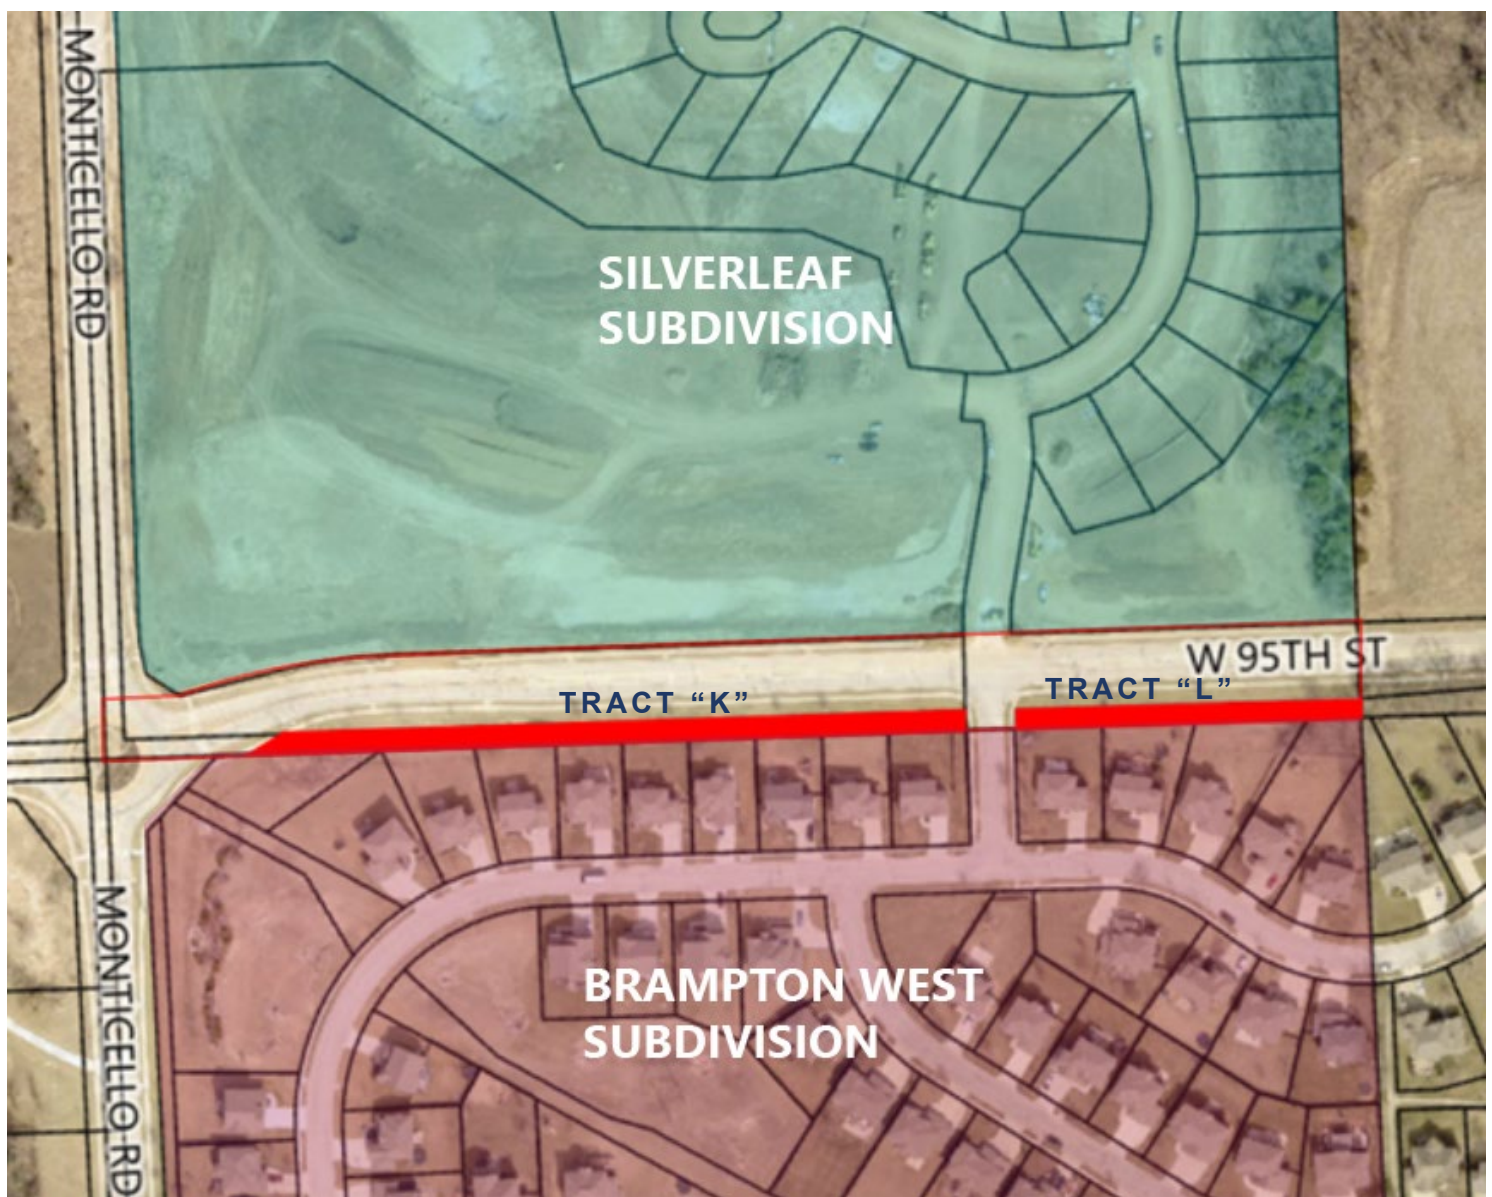 MONTICELLO RD
SILVERLEAF
SUBDIVISION
W 95TH ST
TRACT “K”
TRACT “L”
MONTICELLO RD
BRAMPTON WEST
SUBDIVISION